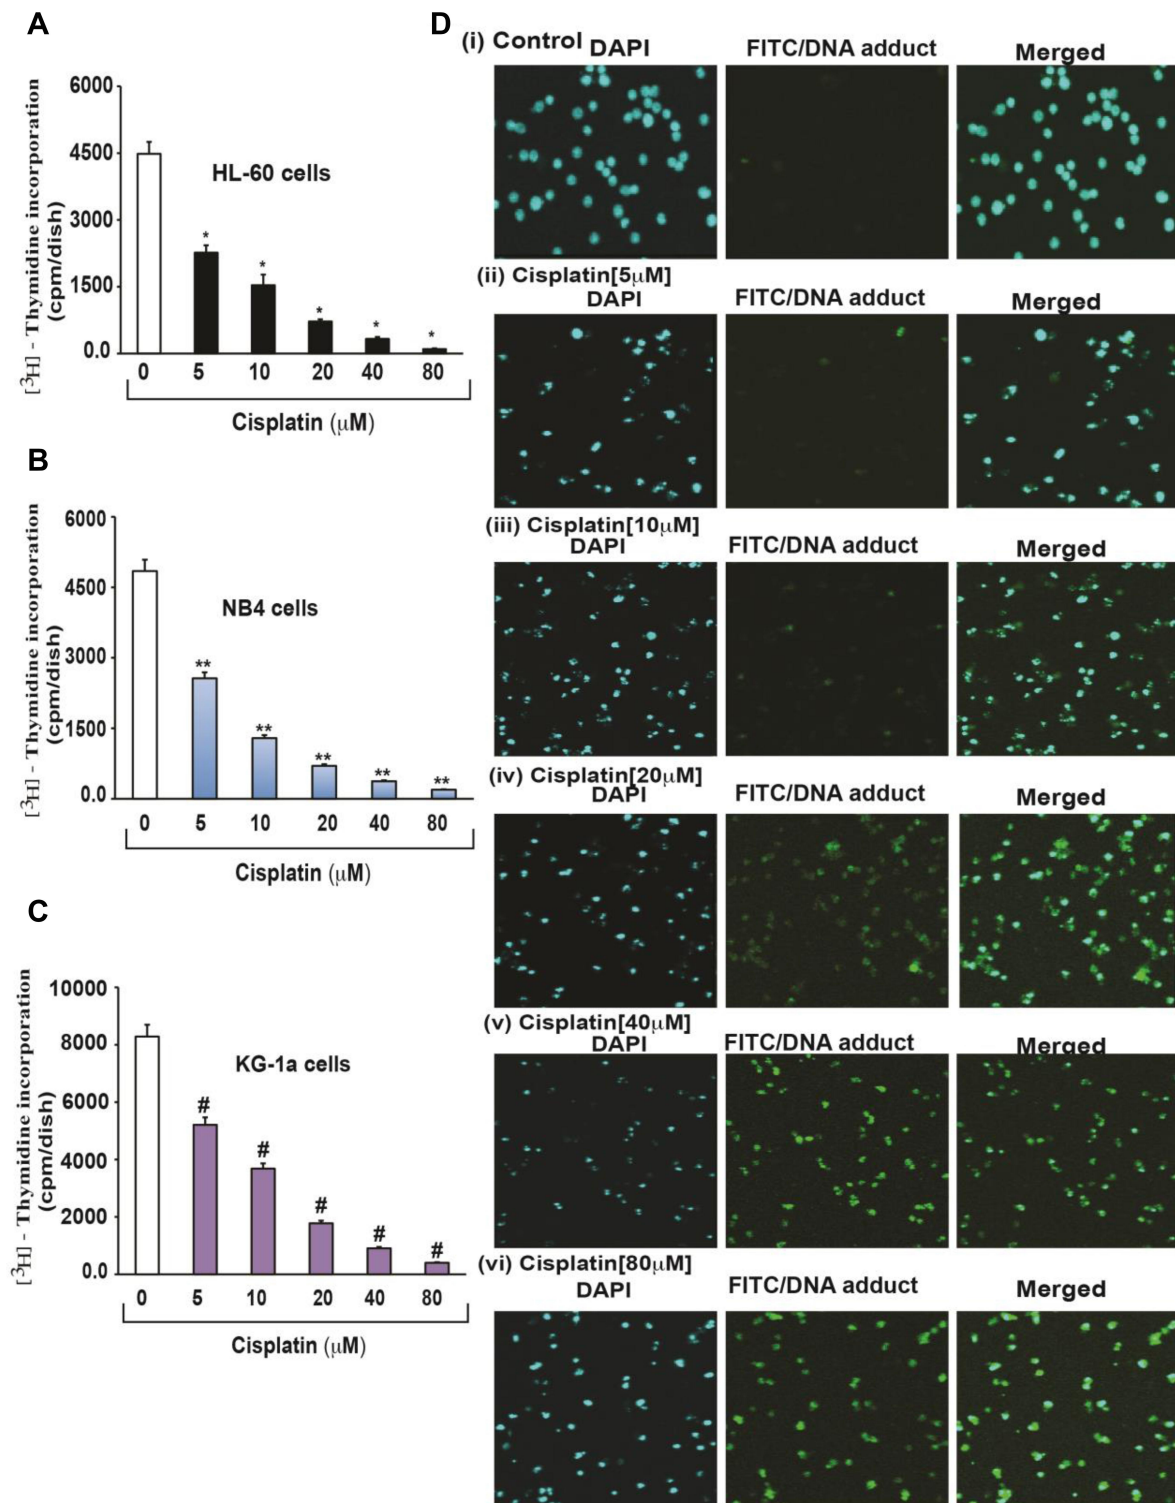 A
[3H] - Thymidine incorporation
(cpm/dish)
6000
4500
3000
1500
0.0
HL-60 cells
*
*
*
*
*
0 5 10 20 40 80
Cisplatin (μM)
B
[3H] - Thymidine incorporation
(cpm/dish)
6000
4500
3000
1500
0.0
NB4 cells
**
**
**
**
**
0 5 10 20 40 80
Cisplatin (μM)
C
[3H] - Thymidine incorporation
(cpm/dish)
10000
8000
6000
4000
2000
0.0
KG-1a cells
#
#
#
#
#
0 5 10 20 40 80
Cisplatin (μM)
D
(i) Control
DAPI FITC/DNA adduct Merged
(ii) Cisplatin[5μM]
DAPI FITC/DNA adduct Merged
(iii) Cisplatin[10μM]
DAPI FITC/DNA adduct Merged
(iv) Cisplatin[20μM]
DAPI FITC/DNA adduct Merged
(v) Cisplatin[40μM]
DAPI FITC/DNA adduct Merged
(vi) Cisplatin[80μM]
DAPI FITC/DNA adduct Merged